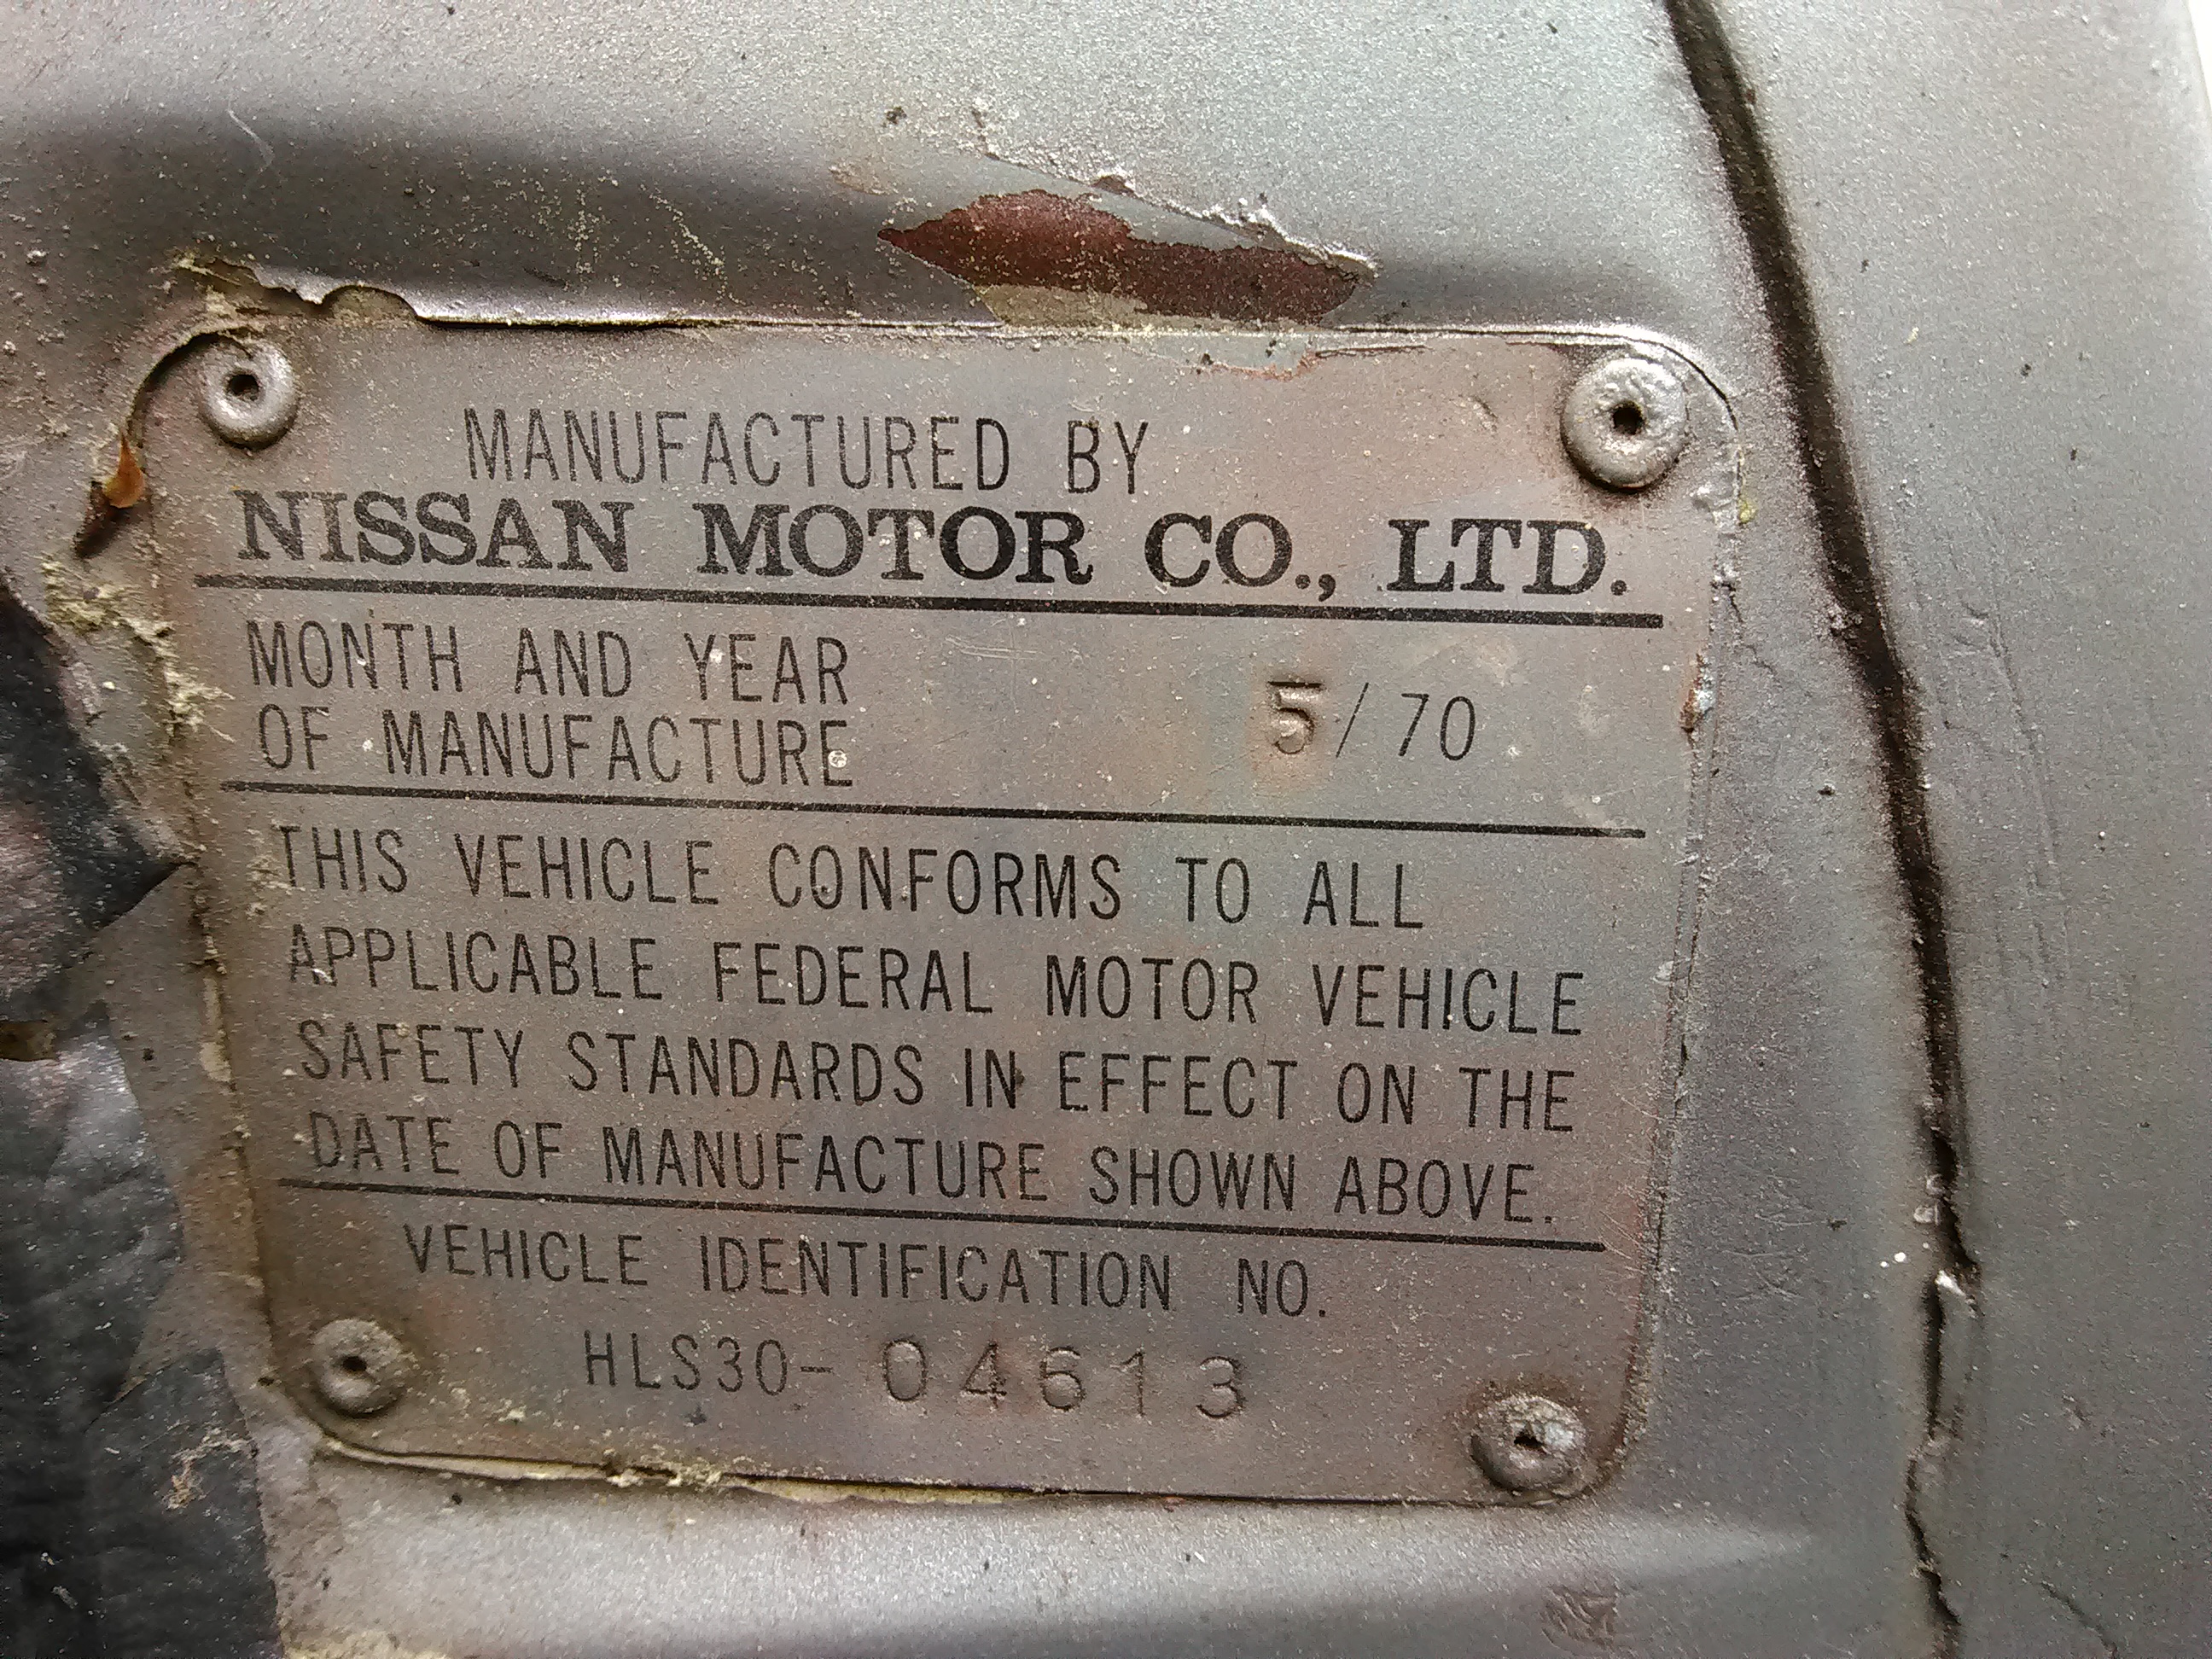 MANUFACTURED BY
NISSAN MOTOR CO., LTD.
MONTH AND YEAR
OF MANUFACTURE 5/70
THIS VEHICLE CONFORMS TO ALL
APPLICABLE FEDERAL MOTOR VEHICLE
SAFETY STANDARDS IN EFFECT ON THE
DATE OF MANUFACTURE SHOWN ABOVE.
VEHICLE IDENTIFICATION NO.
HLS30-04613